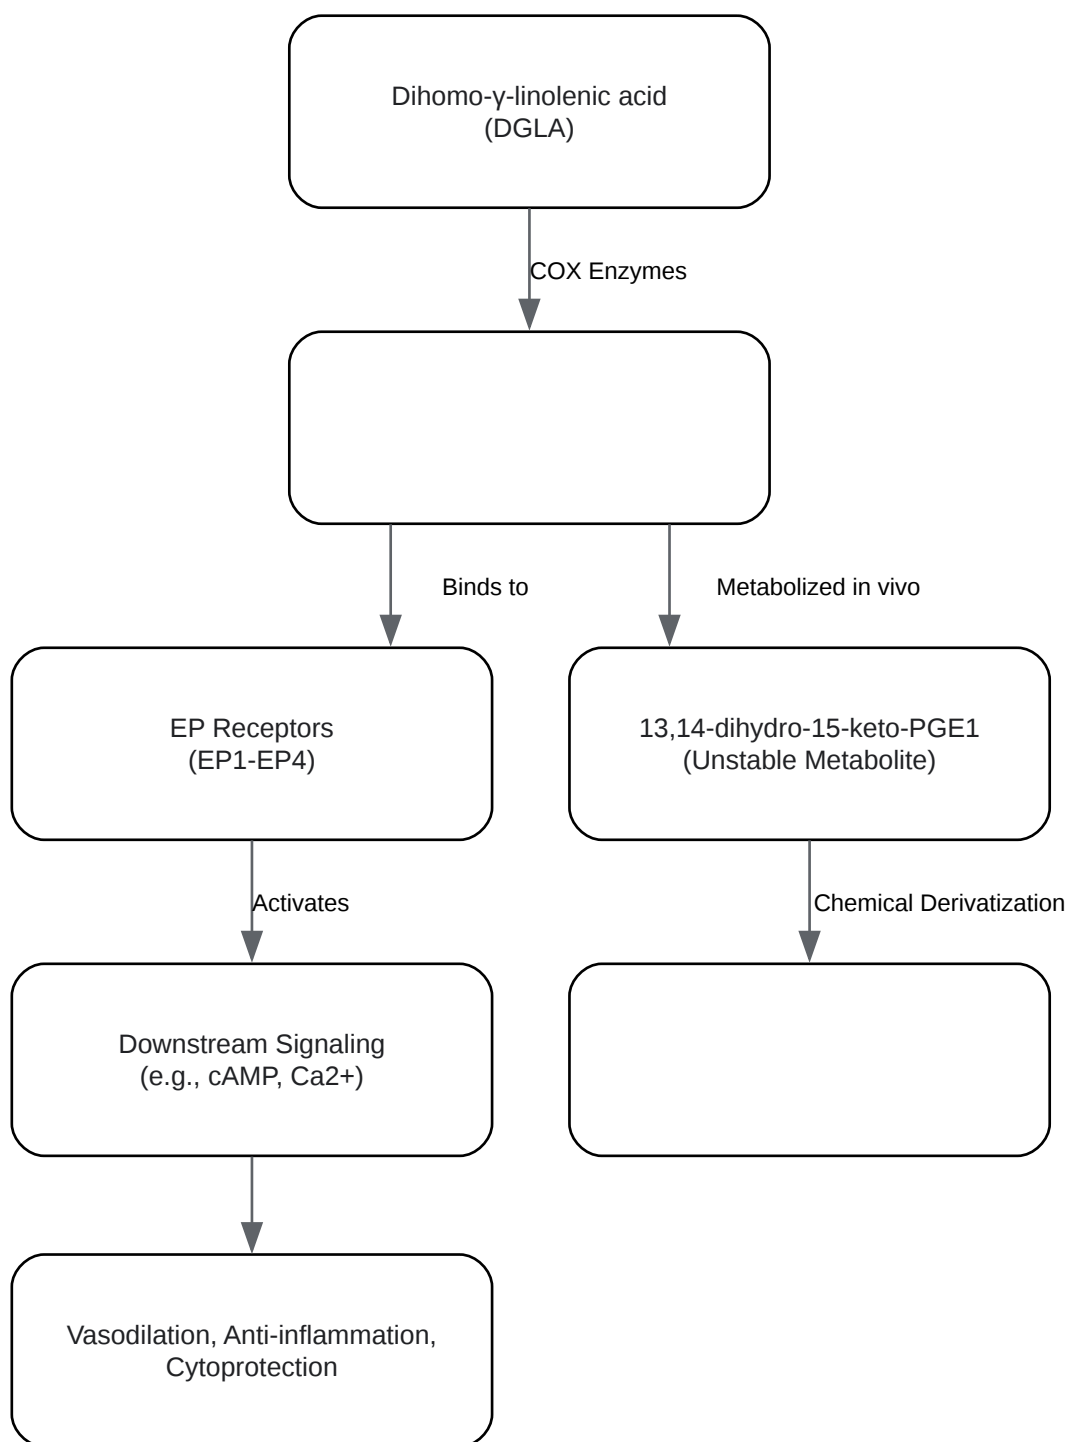 Dihomo-γ-linolenic acid
(DGLA)
COX Enzymes
Binds to
Metabolized in vivo
EP Receptors
(EP1-EP4)
13,14-dihydro-15-keto-PGE1
(Unstable Metabolite)
Activates
Chemical Derivatization
Downstream Signaling
(e.g., cAMP, Ca2+)
Vasodilation, Anti-inflammation,
Cytoprotection